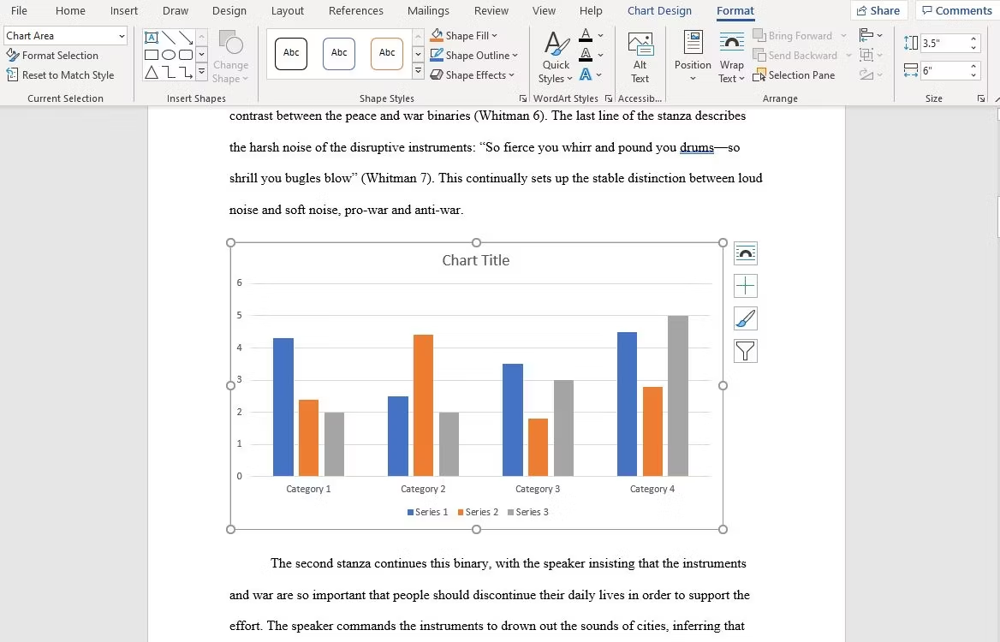 File Home Insert Draw Design Layout References Mailings Review View Help Chart Design Format Share Comments
Chart Area
Format Selection
Reset to Match Style
Current Selection
Change
Shape
Insert Shapes
Abc Abc Abc
Shape Fill
Shape Outline
Shape Effects
Shape Styles
Quick
Styles
A
A
A
WordArt Styles
Alt
Text
Accessib...
Position
Wrap
Text
Bring Forward
Send Backward
Selection Pane
Arrange
3.5"
6"
Size
contrast between the peace and war binaries (Whitman 6). The last line of the stanza describes
the harsh noise of the disruptive instruments: “So fierce you whirr and pound you drums—so
shrill you bugles blow” (Whitman 7). This continually sets up the stable distinction between loud
noise and soft noise, pro-war and anti-war.
Chart Title
6
5
4
3
2
1
0
Category 1 Category 2 Category 3 Category 4
Series 1 Series 2 Series 3
The second stanza continues this binary, with the speaker insisting that the instruments
and war are so important that people should discontinue their daily lives in order to support the
effort. The speaker commands the instruments to drown out the sounds of cities, inferring that